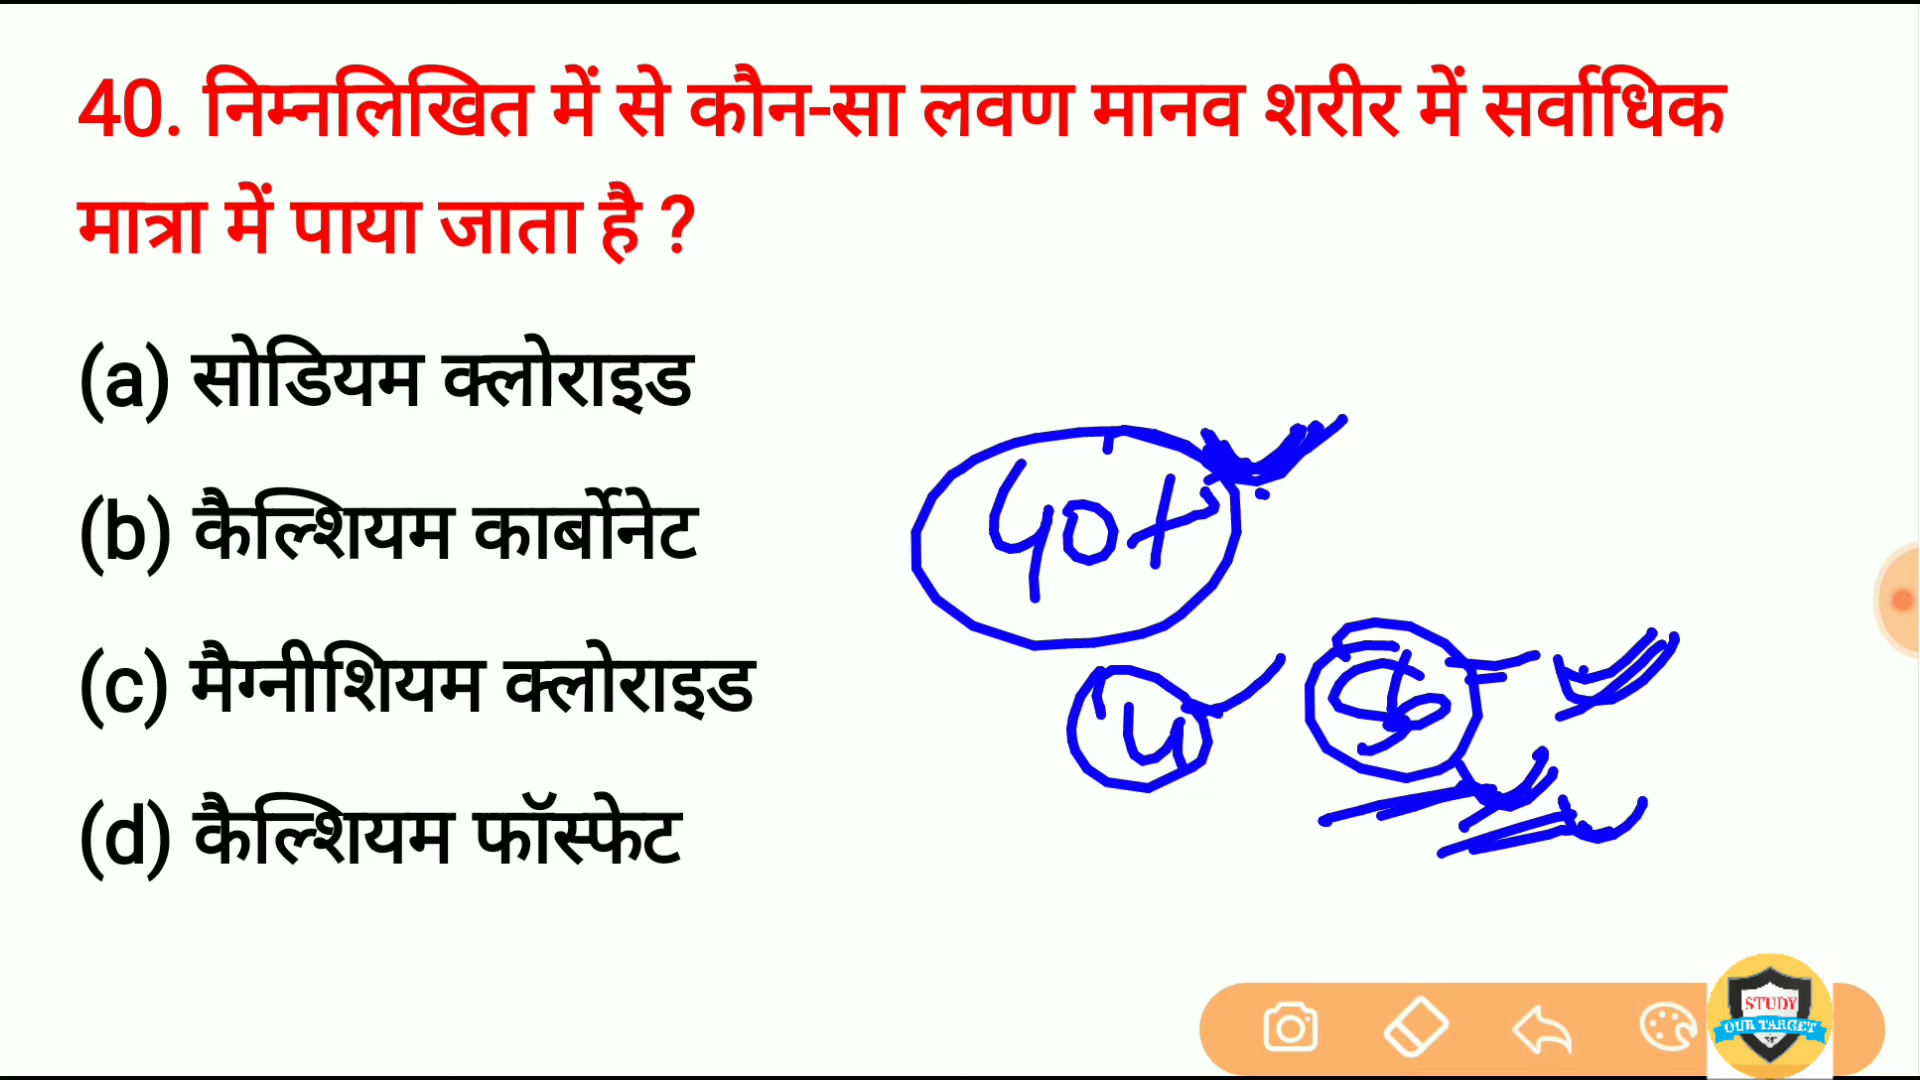 40. निम्नलिखित में से कौन-सा लवण मानव शरीर में सर्वाधिक
मात्रा में पाया जाता है ?
(a) सोडियम क्लोराइड
(b) कैल्शियम कार्बोनेट
(c) मैग्नीशियम क्लोराइड
(d) कैल्शियम फॉस्फेट
40+
STUDY
OUR TARGET